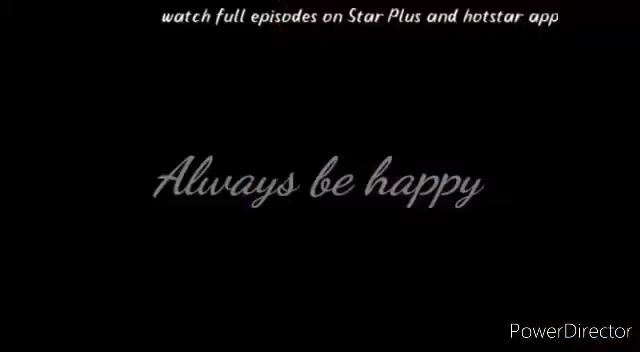 watch full episodes on Star Plus and hotstar app
Always be happy
PowerDirector